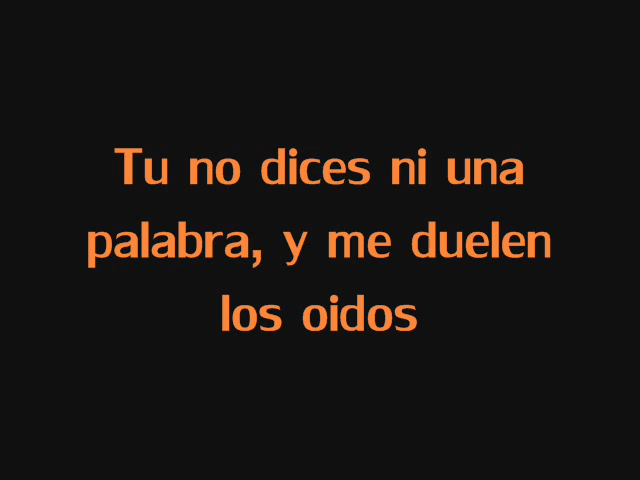 Tu no dices ni una
palabra, y me duelen
los oidos